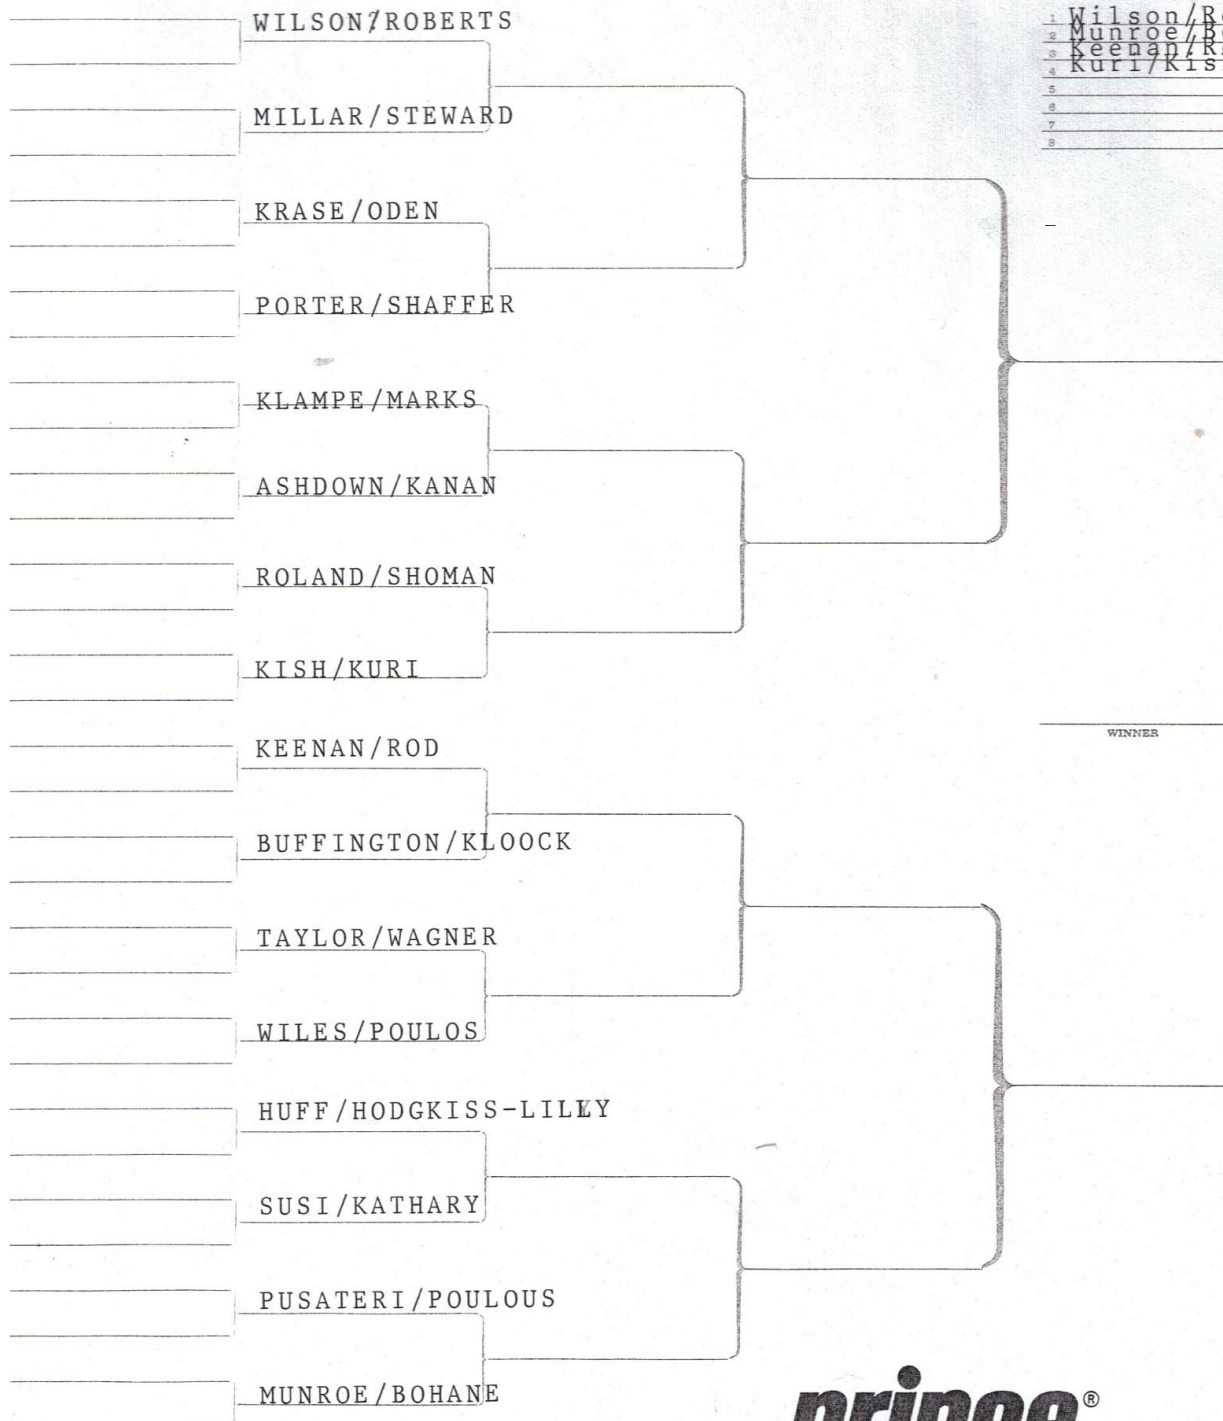 WILSON/ROBERTS
MILLAR/STEWARD
KRASE/ODEN
PORTER/SHAFFER
KLAMPE/MARKS
ASHDOWN/KANAN
ROLAND/SHOMAN
KISH/KURI
KEENAN/ROD
BUFFINGTON/KLOOCK
TAYLOR/WAGNER
WILES/POULOS
HUFF/HODGKISS-LILLY
SUSI/KATHARY
PUSATERI/POULOUS
MUNROE/BOHANE
1 Wilson/R
2 Munroe/B
3 Keenan/R
4 Kuri/Kis
5
6
7
8
WINNER
prince®